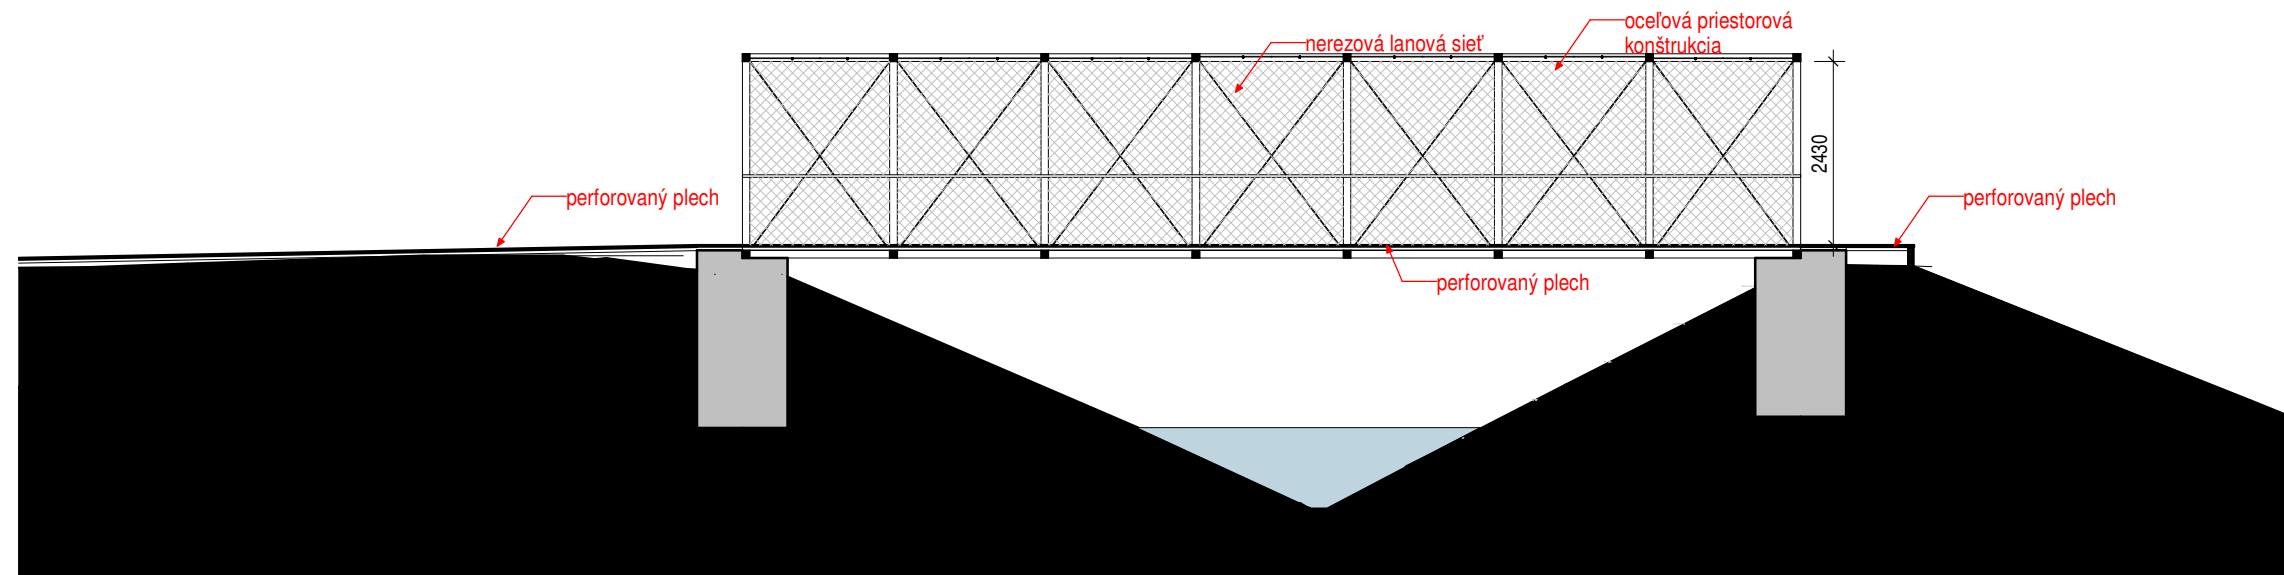 oceľová priestorová
konštrukcia
nerezová lanová sieť
2430
perforovaný plech
perforovaný plech
perforovaný plech